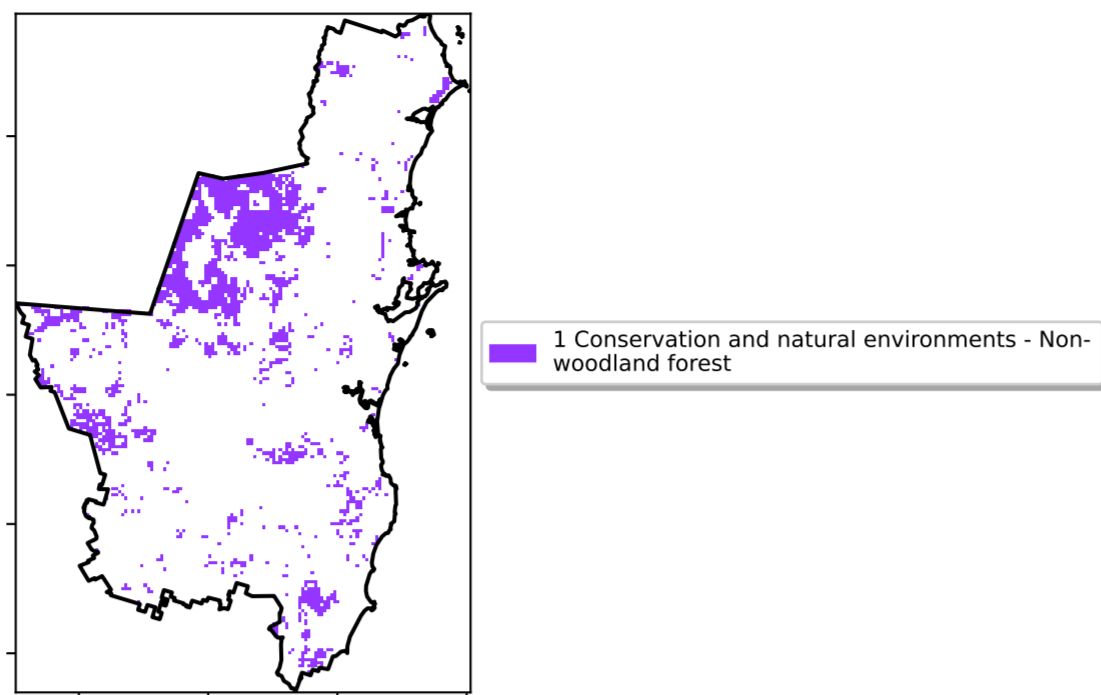 1 Conservation and natural environments - Non-
woodland forest